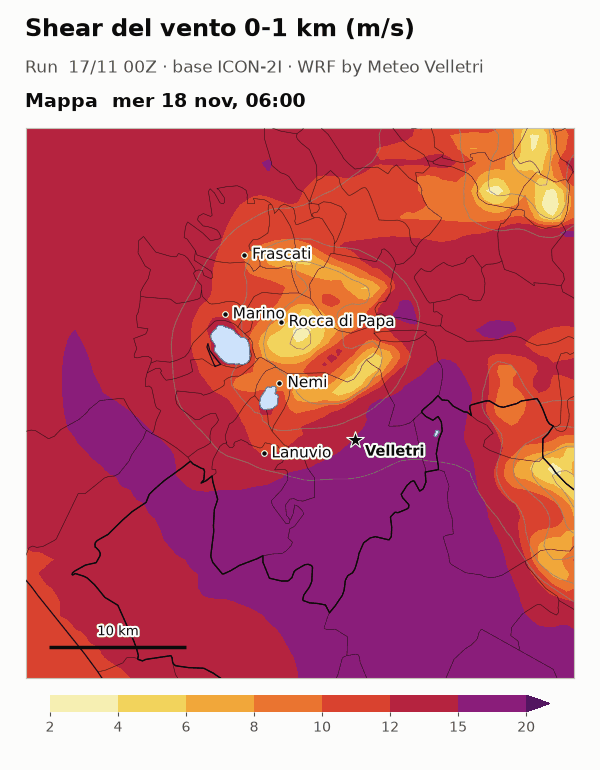 Shear del vento 0-1 km (m/s)
Run  17/11 00Z · base ICON-2I · WRF by Meteo Velletri
Mappa  mer 18 nov, 06:00
Frascati
Marino
Rocca di Papa
Nemi
Velletri
Lanuvio
10 km
2 4 6 8 10 12 15 20